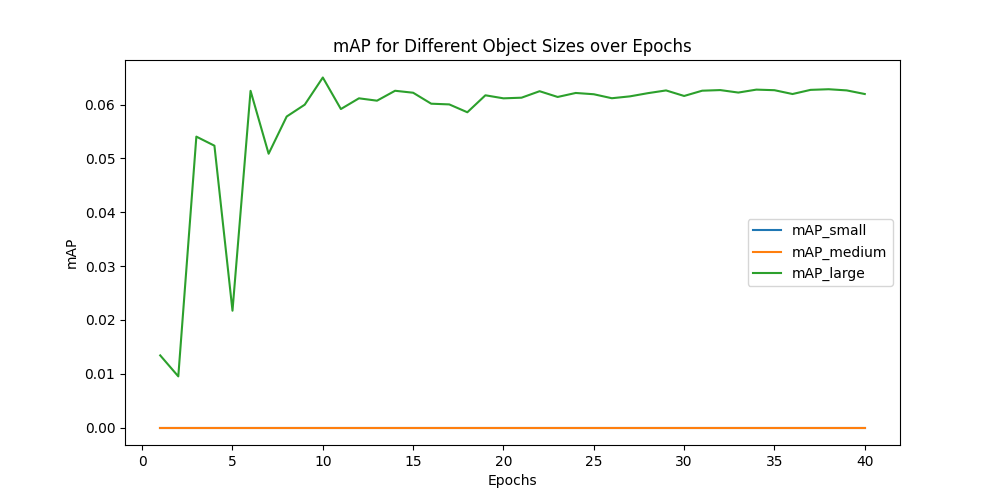 mAP for Different Object Sizes over Epochs
mAP
0.06
0.05
0.04
0.03
0.02
0.01
0.00
mAP_small
mAP_medium
mAP_large
0 5 10 15 20 25 30 35 40
Epochs